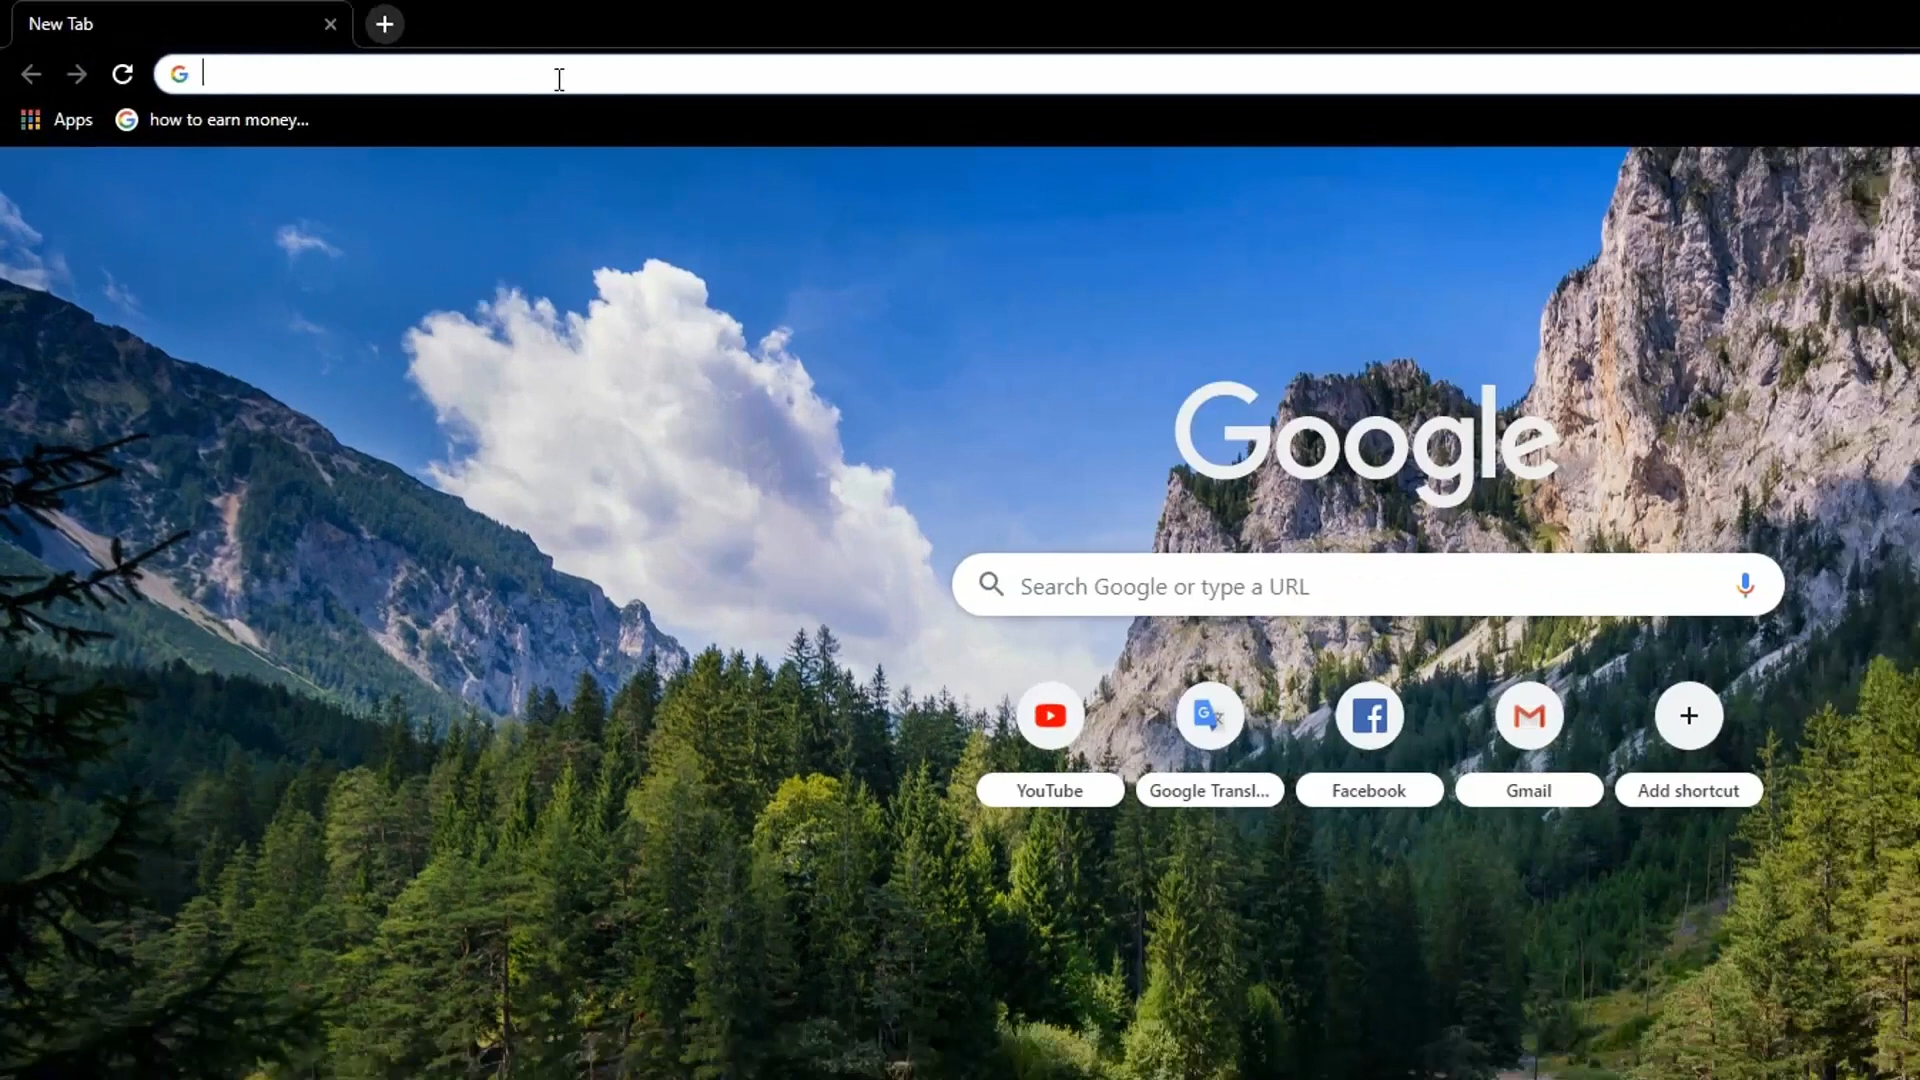 New Tab
Apps
how to earn money...
Google
Search Google or type a URL
YouTube
Google Transl...
Facebook
Gmail
Add shortcut